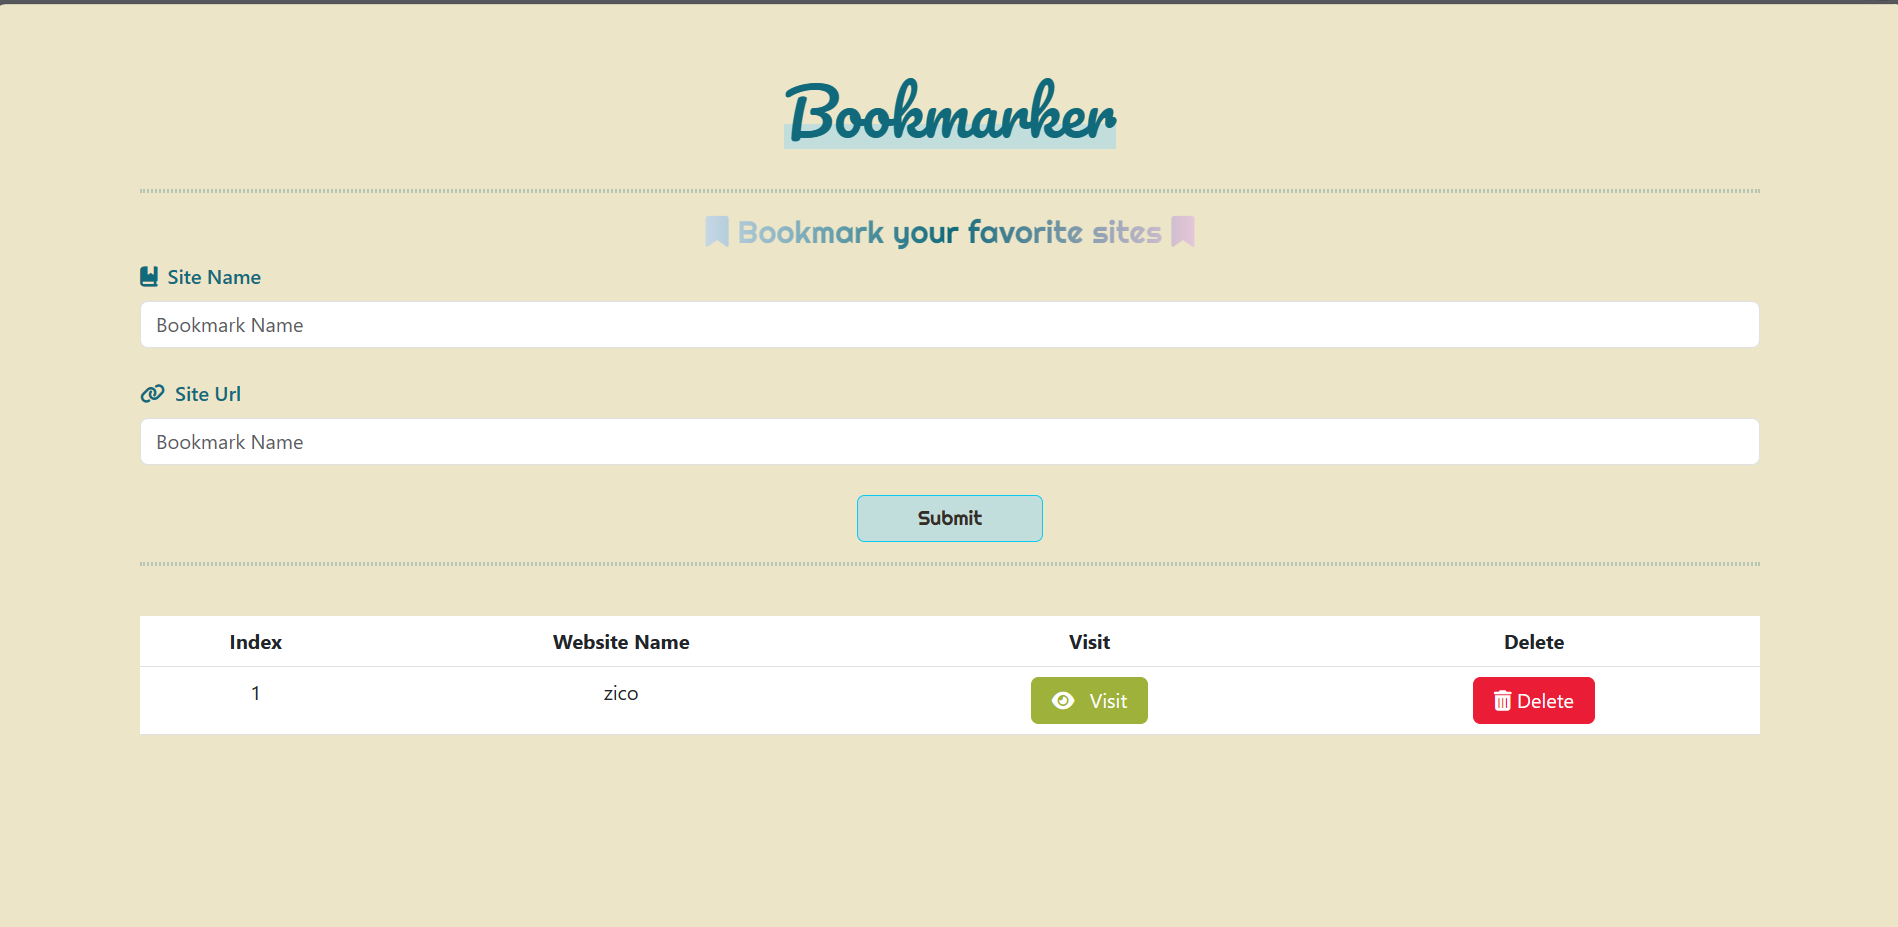 Bookmarker
Bookmark your favorite sites
Site Name
Bookmark Name
Site Url
Bookmark Name
Submit
Index Website Name Visit Delete
1 zico Visit Delete